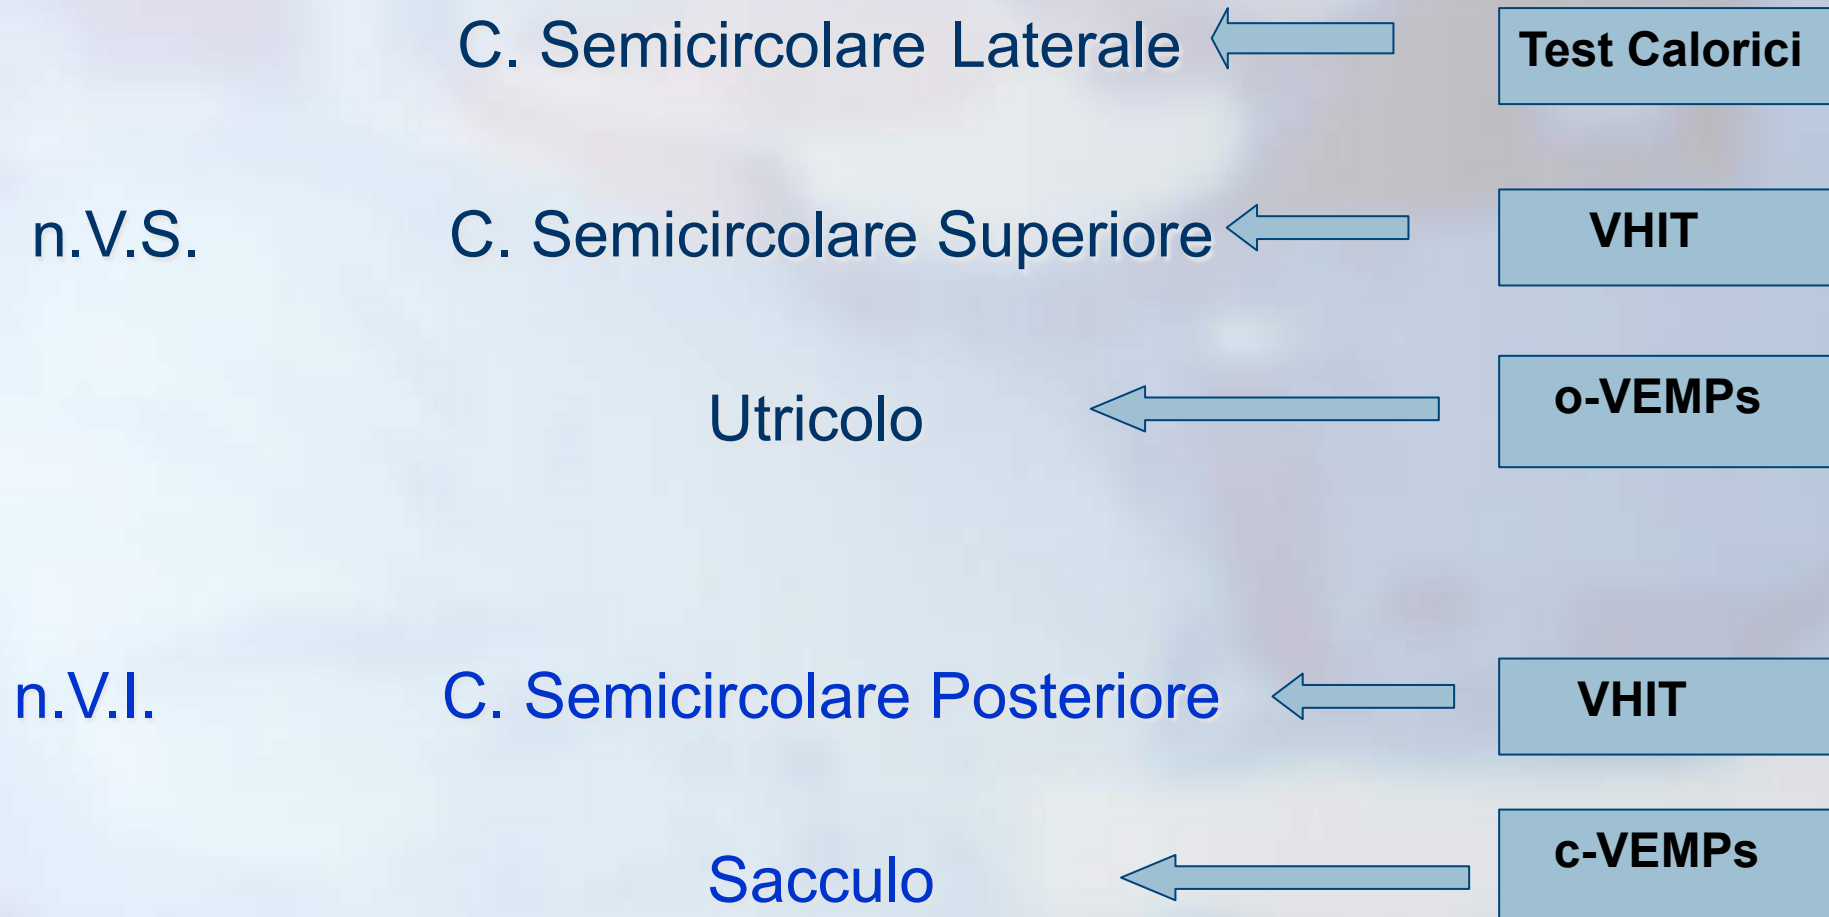 C. Semicircolare Laterale
Test Calorici
n.V.S.
C. Semicircolare Superiore
VHIT
Utricolo
o-VEMPs
n.V.I.
C. Semicircolare Posteriore
VHIT
Sacculo
c-VEMPs